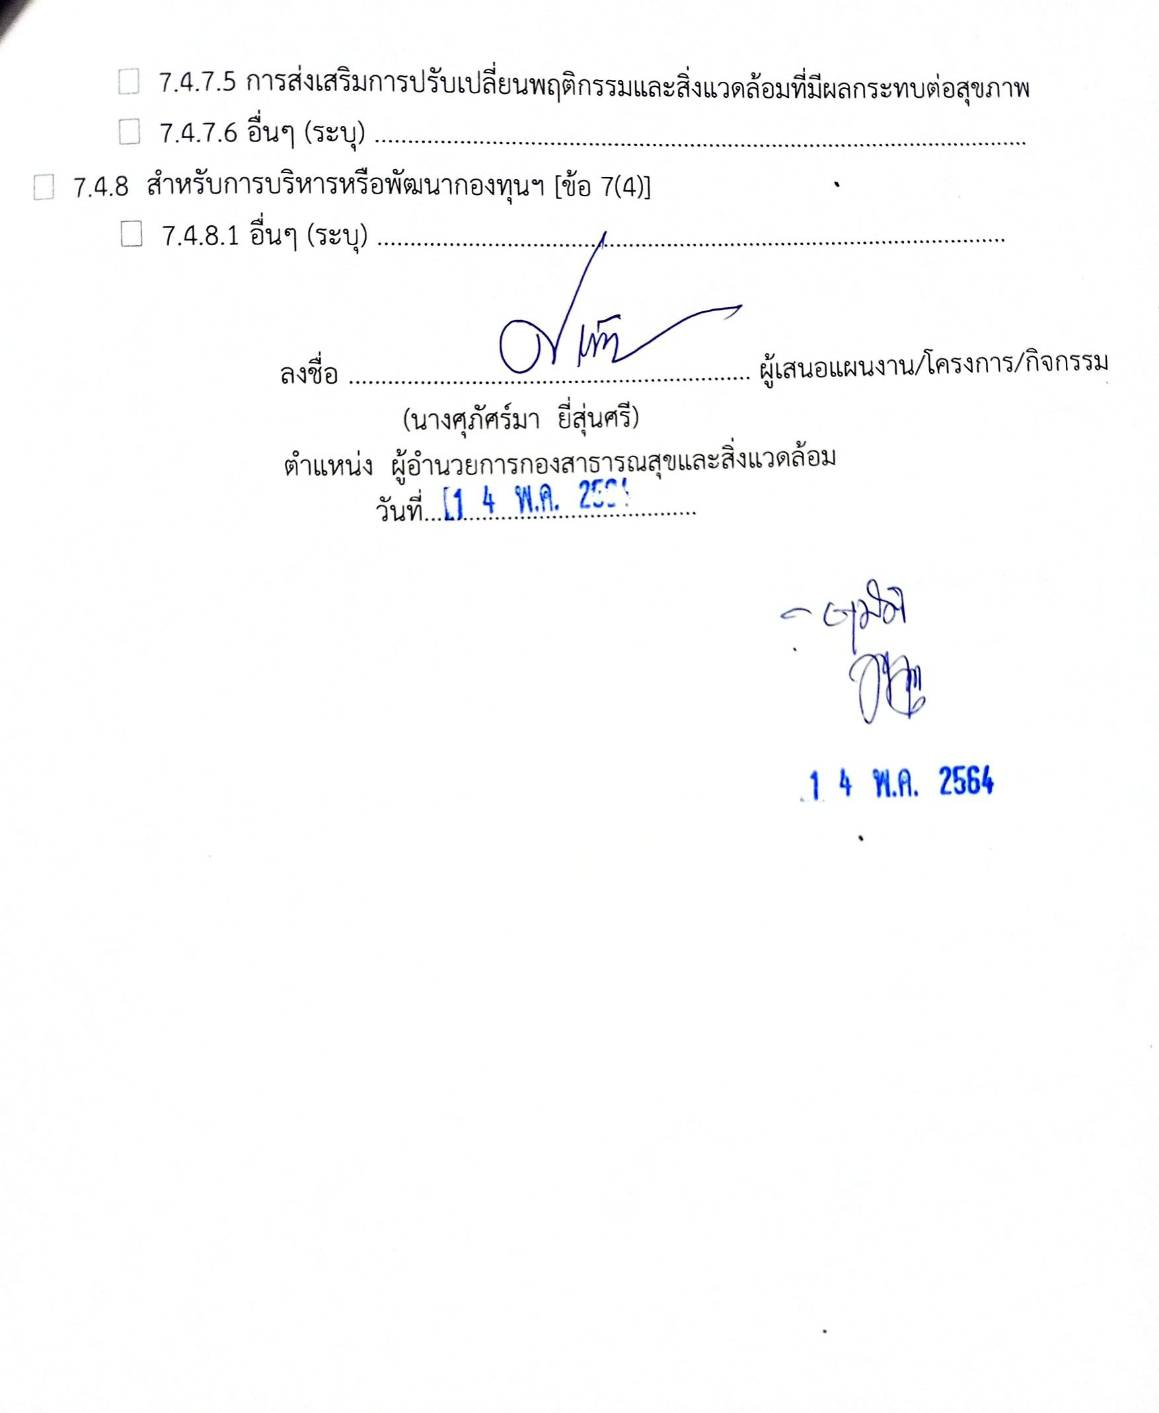 ☐ 7.4.7.5 การส่งเสริมการปรับเปลี่ยนพฤติกรรมและสิ่งแวดล้อมที่มีผลกระทบต่อสุขภาพ
☐ 7.4.7.6 อื่นๆ (ระบุ) ....................................................................................................
☐ 7.4.8 สำหรับการบริหารหรือพัฒนากองทุนฯ [ข้อ 7(4)]
☐ 7.4.8.1 อื่นๆ (ระบุ) ................................................................................................
ลงชื่อ ............................................................. ผู้เสนอแผนงาน/โครงการ/กิจกรรม
(นางศุภัศร์มา ยี่สุ่นศรี)
ตำแหน่ง ผู้อำนวยการกองสาธารณสุขและสิ่งแวดล้อม
วันที่... 1 4 พ.ค.
1 4 พ.ค. 2564